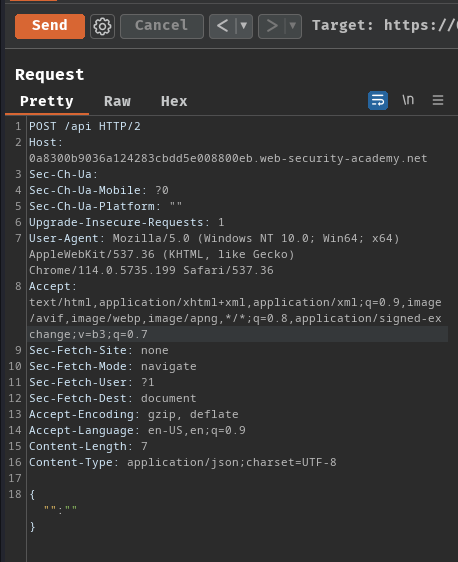 Send Cancel < ▼ > ▼ Target: https://
Request
Pretty Raw Hex \n
1 POST /api HTTP/2
2 Host:
0a8300b9036a124283cbdd5e008800eb.web-security-academy.net
3 Sec-Ch-Ua:
4 Sec-Ch-Ua-Mobile: ?0
5 Sec-Ch-Ua-Platform: ""
6 Upgrade-Insecure-Requests: 1
7 User-Agent: Mozilla/5.0 (Windows NT 10.0; Win64; x64)
AppleWebKit/537.36 (KHTML, like Gecko)
Chrome/114.0.5735.199 Safari/537.36
8 Accept:
text/html,application/xhtml+xml,application/xml;q=0.9,image
/avif,image/webp,image/apng,*/*;q=0.8,application/signed-ex
change;v=b3;q=0.7
9 Sec-Fetch-Site: none
10 Sec-Fetch-Mode: navigate
11 Sec-Fetch-User: ?1
12 Sec-Fetch-Dest: document
13 Accept-Encoding: gzip, deflate
14 Accept-Language: en-US,en;q=0.9
15 Content-Length: 7
16 Content-Type: application/json;charset=UTF-8
17
18 {
"":""
}